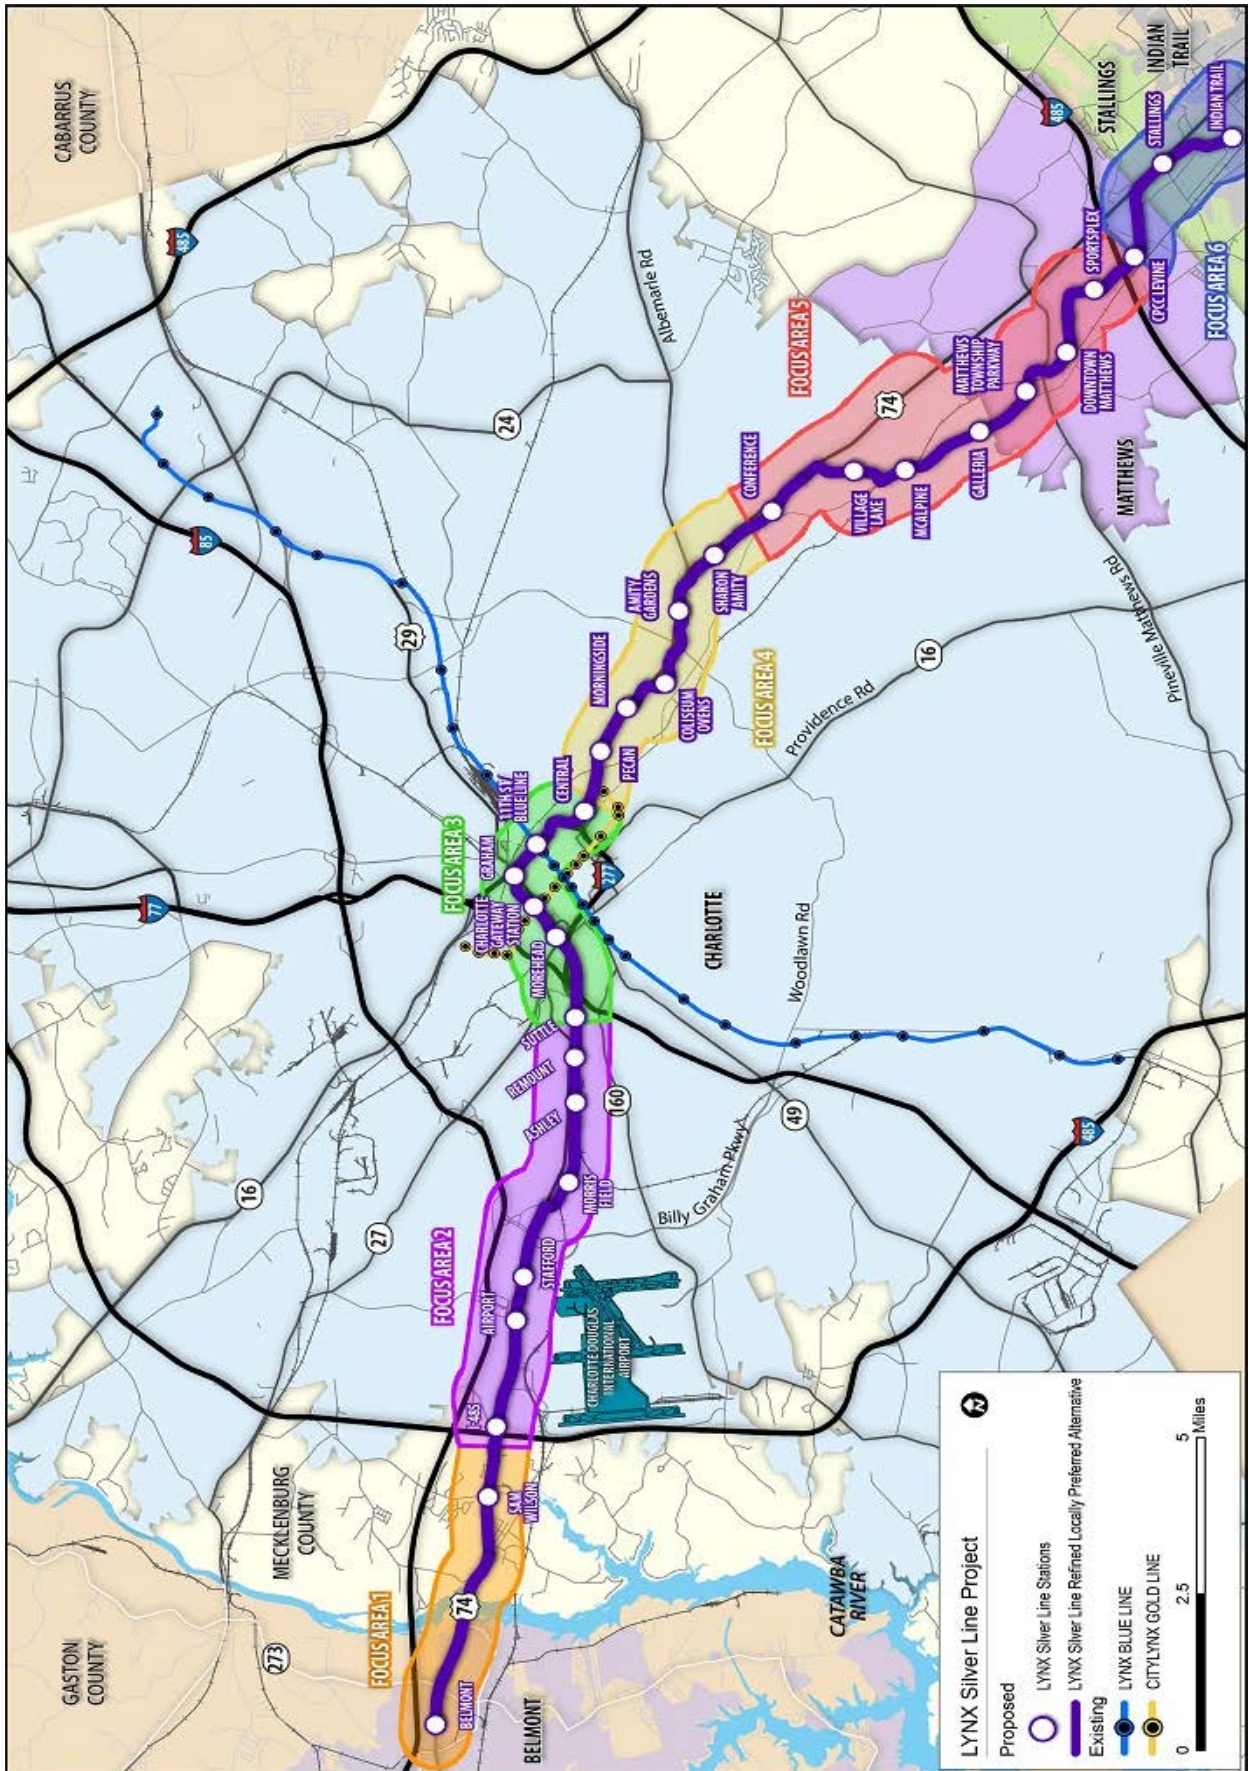 CABARRUS
COUNTY
485
85
24
Albemarle Rd
29
77
485
STALLINGS
INDIAN
TRAIL
STALLINGS
INDIAN TRAIL
FOCUS AREA 6
SPORTSPLEX
CPCC LEVINE
FOCUS AREA 5
MATTHEWS
TOWNSHIP
PARKWAY
DOWNTOWN
MATTHEWS
74
GALLERIA
MATTHEWS
MCALPINE
VILLAGE
LAKE
CONFERENCE
SHARON
AMITY
AMITY
GARDENS
FOCUS AREA 4
MORNINGSIDE
COLISEUM
OVENS
PECAN
CENTRAL
11TH ST/
BLUE LINE
Pineville Matthews Rd
16
Providence Rd
FOCUS AREA 3
GRAHAM
CHARLOTTE
GATEWAY
STATION
MOREHEAD
277
CHARLOTTE
Woodlawn Rd
SUTTLE
REMOUNT
ASHLEY
160
49
485
Billy Graham Pkwy
MORRIS
FIELD
16
27
FOCUS AREA 2
STAFFORD
AIRPORT
CHARLOTTE DOUGLAS
INTERNATIONAL
AIRPORT
I-485
SAM
WILSON
MECKLENBURG
COUNTY
FOCUS AREA 1
74
GASTON
COUNTY
273
BELMONT
BELMONT
CATAWBA
RIVER
LYNX Silver Line Project
N
Proposed
LYNX Silver Line Stations
LYNX Silver Line Refined Locally Preferred Alternative
Existing
LYNX BLUE LINE
CITYLYNX GOLD LINE
0 2.5 5
Miles